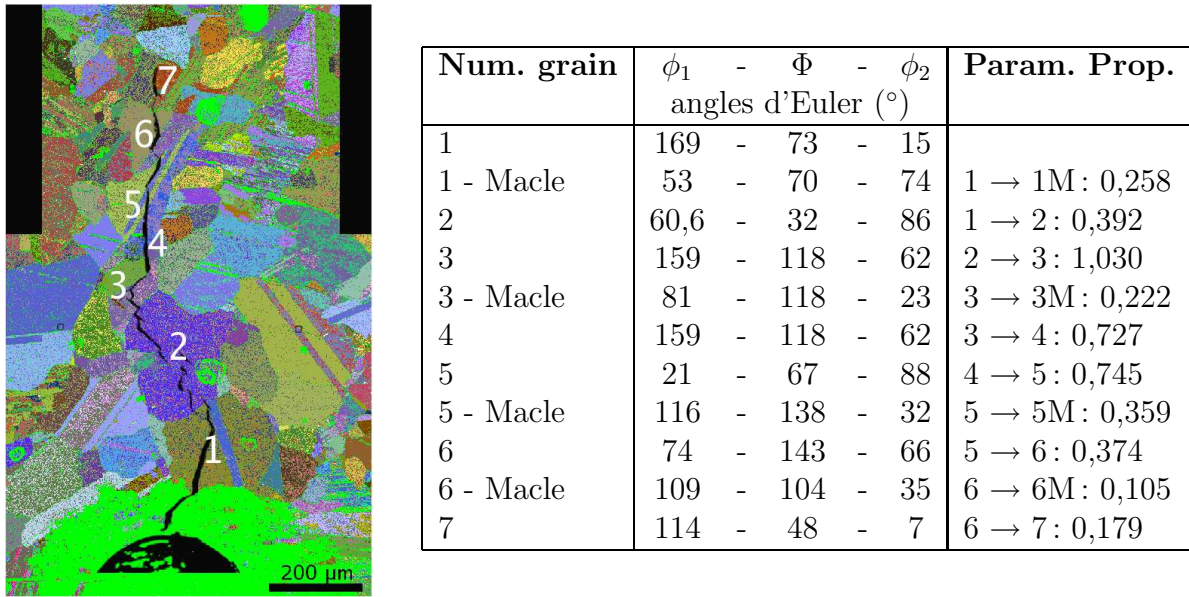 7
6
5
4
3
2
1
200 µm
Num. grain ϕ₁ - Φ - ϕ₂ Param. Prop.
angles d'Euler (°)
1 169 - 73 - 15
1 - Macle 53 - 70 - 74 1 → 1M : 0,258
2 60,6 - 32 - 86 1 → 2 : 0,392
3 159 - 118 - 62 2 → 3 : 1,030
3 - Macle 81 - 118 - 23 3 → 3M : 0,222
4 159 - 118 - 62 3 → 4 : 0,727
5 21 - 67 - 88 4 → 5 : 0,745
5 - Macle 116 - 138 - 32 5 → 5M : 0,359
6 74 - 143 - 66 5 → 6 : 0,374
6 - Macle 109 - 104 - 35 6 → 6M : 0,105
7 114 - 48 - 7 6 → 7 : 0,179